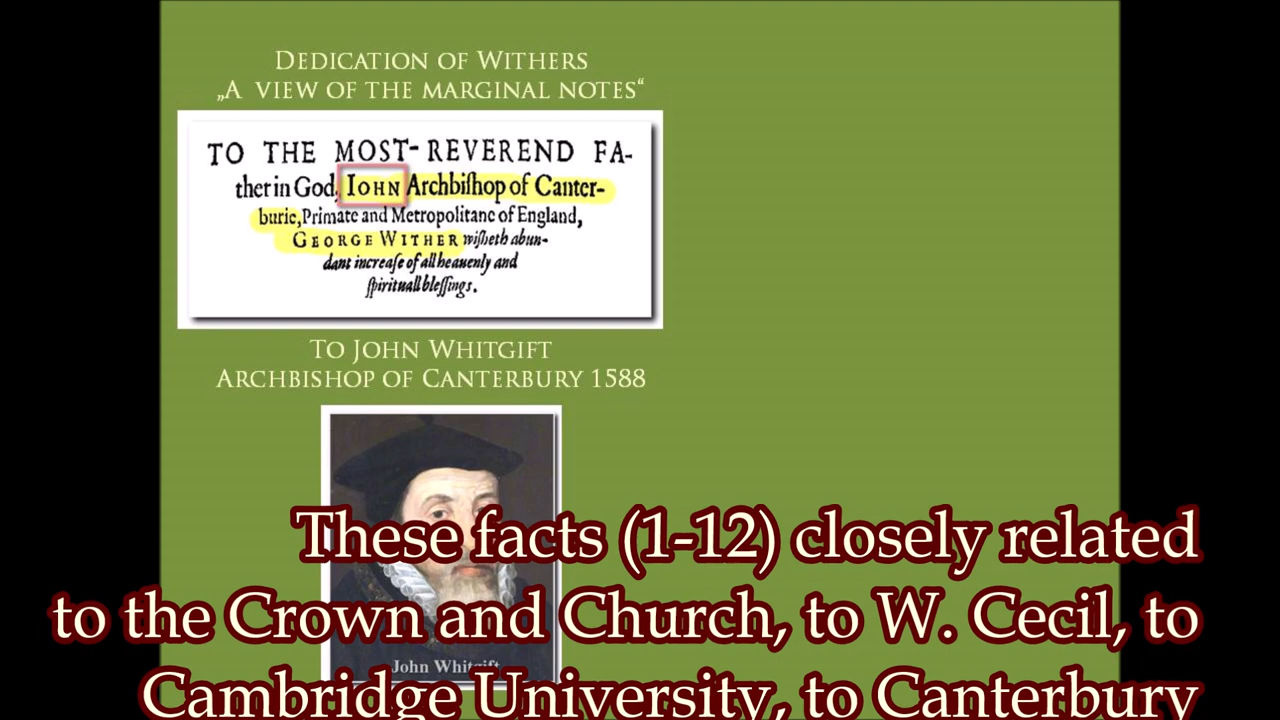 DEDICATION OF WITHERS
„A VIEW OF THE MARGINAL NOTES“
TO THE MOST-REVEREND FA-
ther in God, IOHN Archbiſhop of Canter-
burie, Primate and Metropolitane of England,
GEORGE WITHER wiſheth abun-
dant increaſe of all heauenly and
ſpirituall bleſſings.
TO JOHN WHITGIFT
ARCHBISHOP OF CANTERBURY 1588
These facts (1-12) closely related
to the Crown and Church, to W. Cecil, to
John Whitgift
Cambridge University, to Canterbury